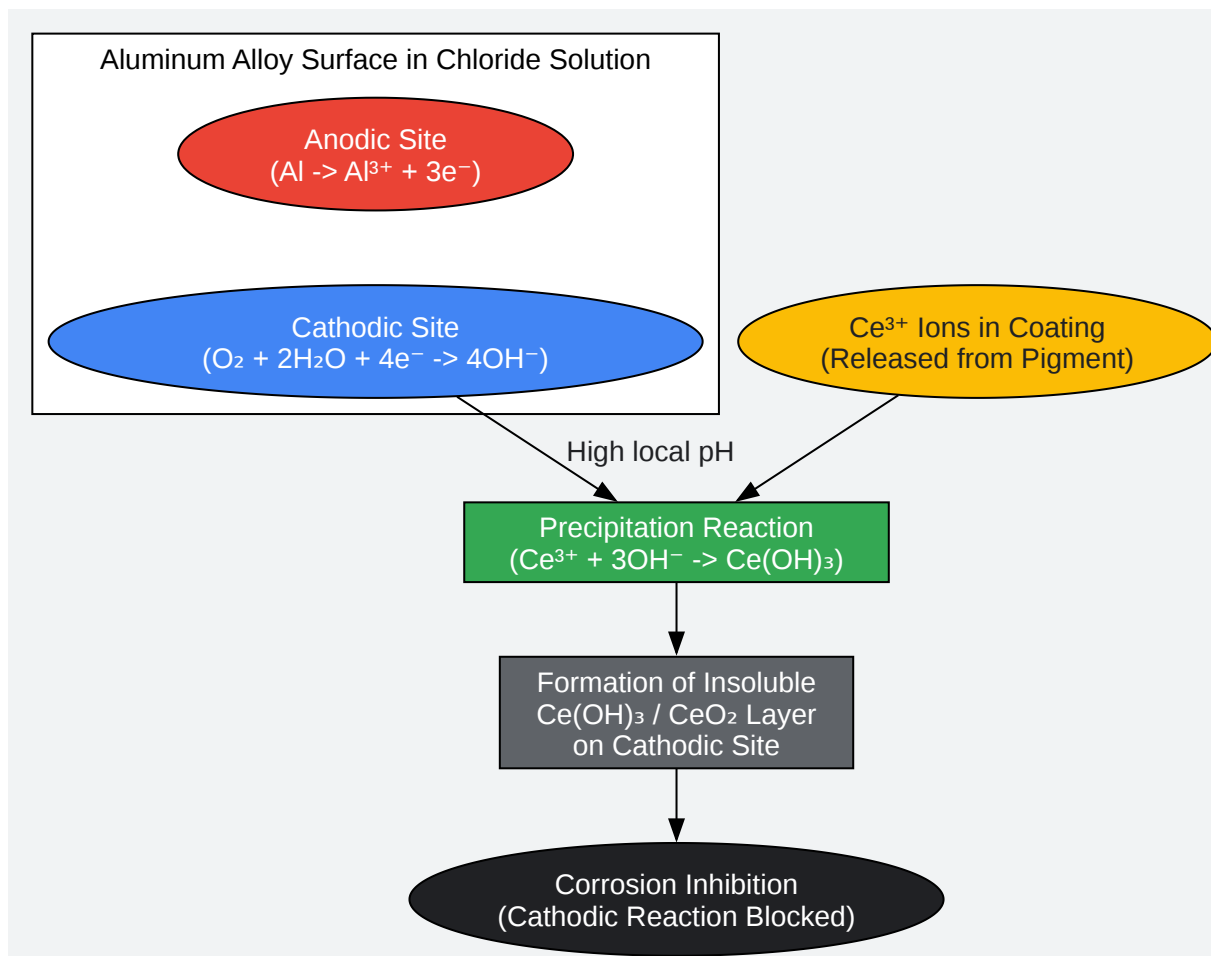 Aluminum Alloy Surface in Chloride Solution
Anodic Site
(Al -> Al³⁺ + 3e⁻)
Cathodic Site
(O₂ + 2H₂O + 4e⁻ -> 4OH⁻)
Ce³⁺ Ions in Coating
(Released from Pigment)
High local pH
Precipitation Reaction
(Ce³⁺ + 3OH⁻ -> Ce(OH)₃)
Formation of Insoluble
Ce(OH)₃ / CeO₂ Layer
on Cathodic Site
Corrosion Inhibition
(Cathodic Reaction Blocked)